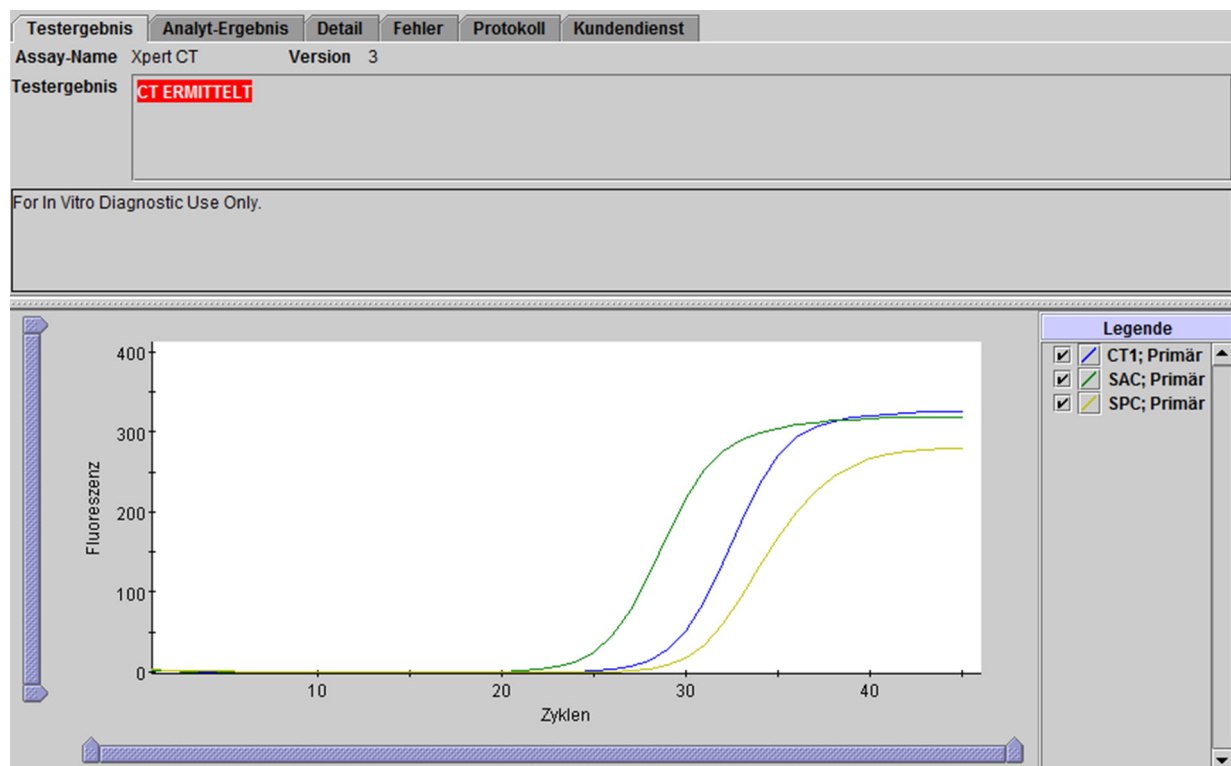 Testergebnis Analyt-Ergebnis Detail Fehler Protokoll Kundendienst
Assay-Name Xpert CT Version 3
Testergebnis CT ERMITTELT
For In Vitro Diagnostic Use Only.
Legende
CT1; Primär
SAC; Primär
SPC; Primär
400
300
200
100
0
Fluoreszenz
10 20 30 40
Zyklen